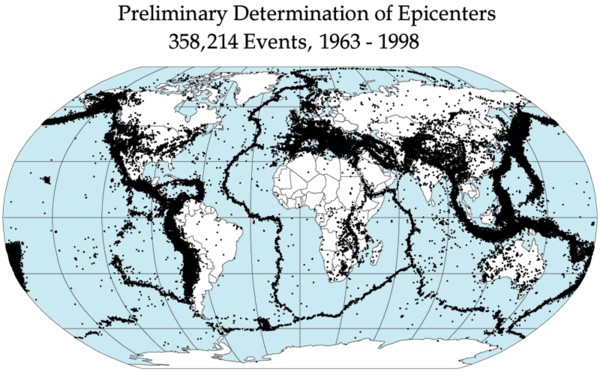 Preliminary Determination of Epicenters
358,214 Events, 1963 - 1998